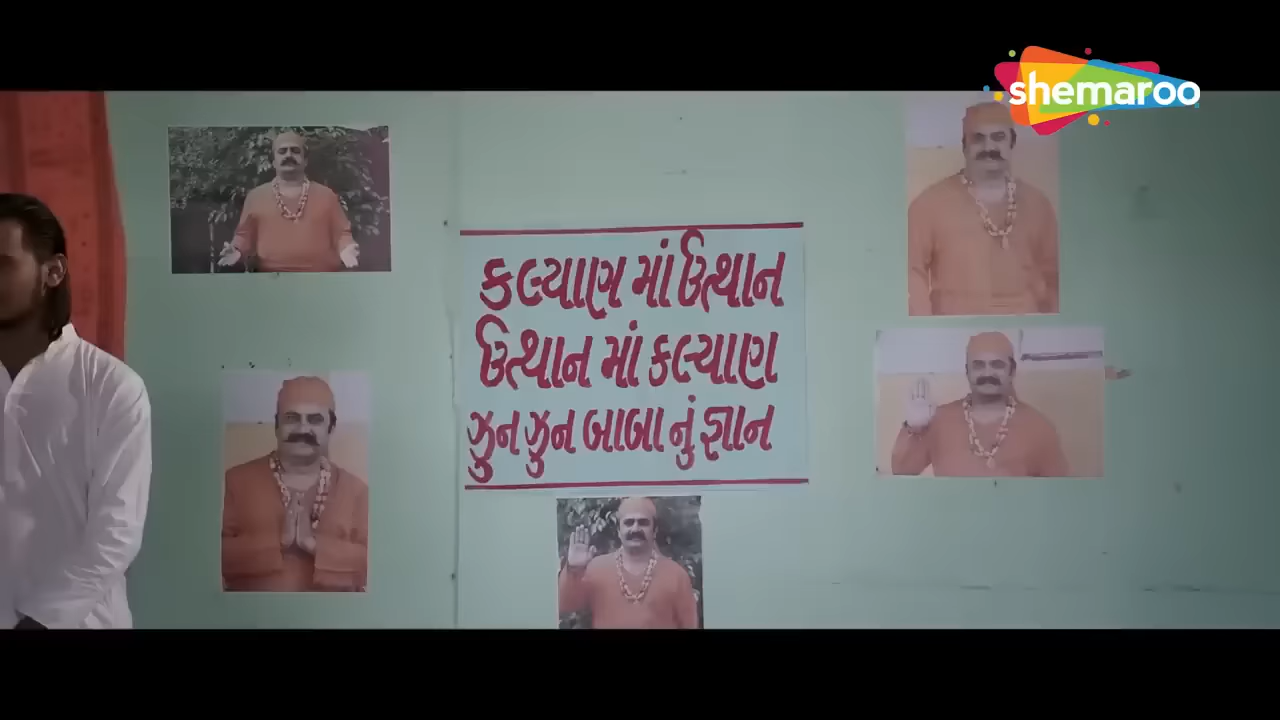 shemaroo
કલ્યાણ માં ઉત્થાન
ઉત્થાન માં કલ્યાણ
ઝુન ઝુન બાબા નું જ્ઞાન